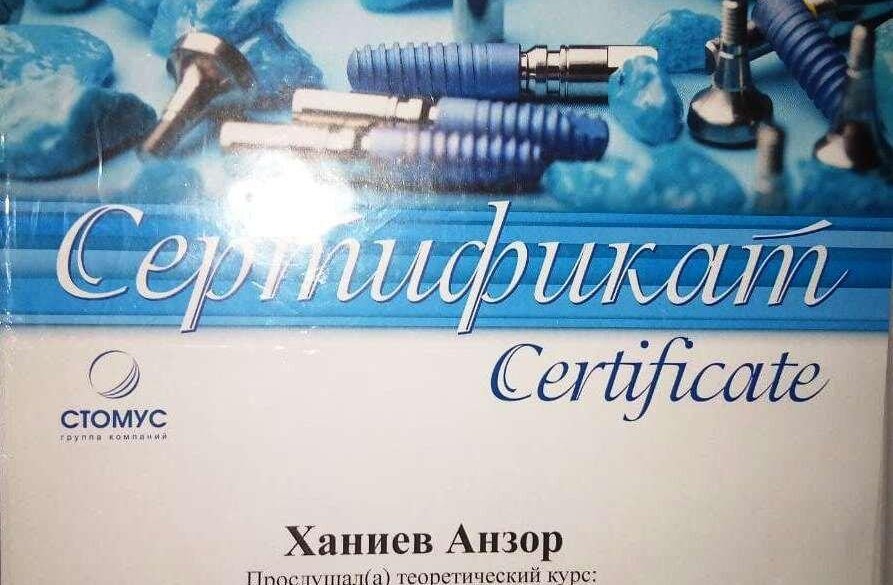 Сертификат
Certificate
СТОМУС
группа компаний
Ханиев Анзор
Прослушал(а) теоретический курс: